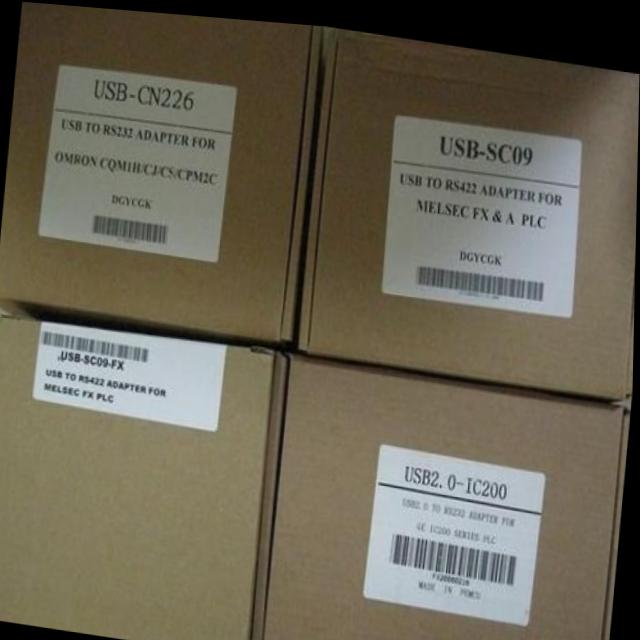 USB-CN226
USB TO RS232 ADAPTER FOR
OMRON CQM1H/CJ/CS/CPM2C
DGYCGK
USB-SC09
USB TO RS422 ADAPTER FOR
MELSEC FX & A PLC
DGYCGK
USB-SC09-FX
USB TO RS422 ADAPTER FOR
MELSEC FX PLC
USB2.0-IC200
USB2.0 TO RS232 ADAPTER FOR
GE IC200 SERIES PLC
MADE IN